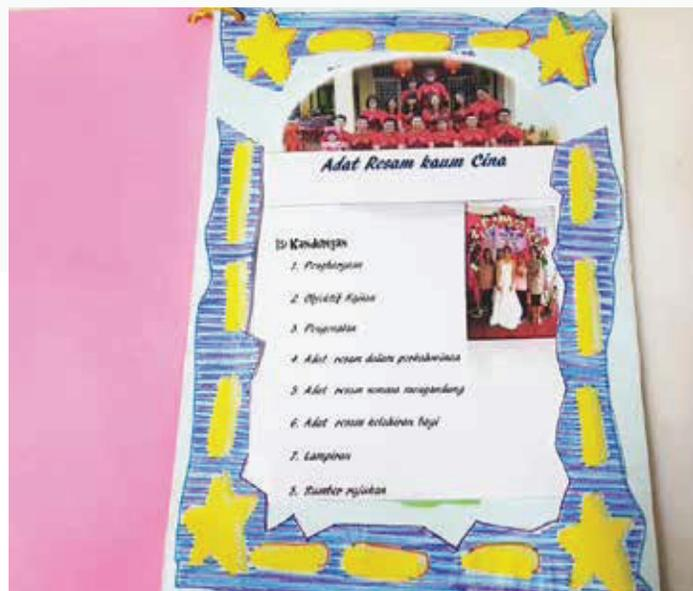 Adat Resam kaum Cina
Isi Kandungan
1. Penghargaan
2. Objektif Kajian
3. Pengenalan
4. Adat resam dalam perkahwinan
5. Adat resam semasa mengandung
6. Adat resam kelahiran bayi
7. Lampiran
8. Sumber rujukan